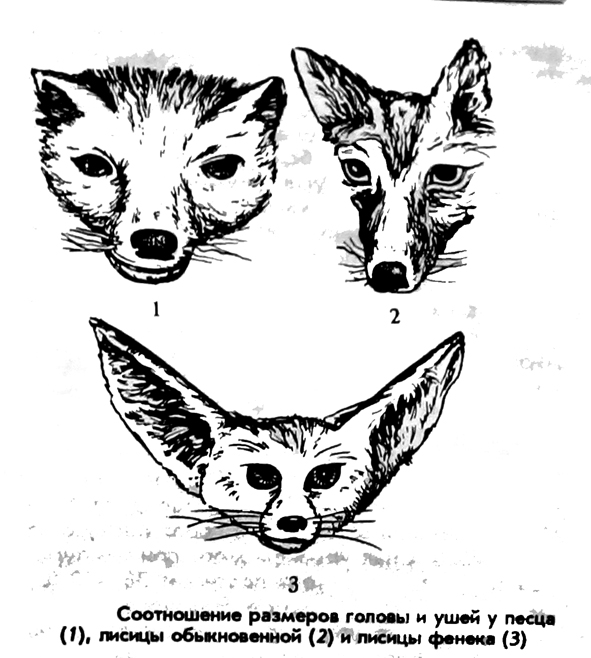 1
2
3
Соотношение размеров головы и ушей у песца
(1), лисицы обыкновенной (2) и лисицы фенека (3)